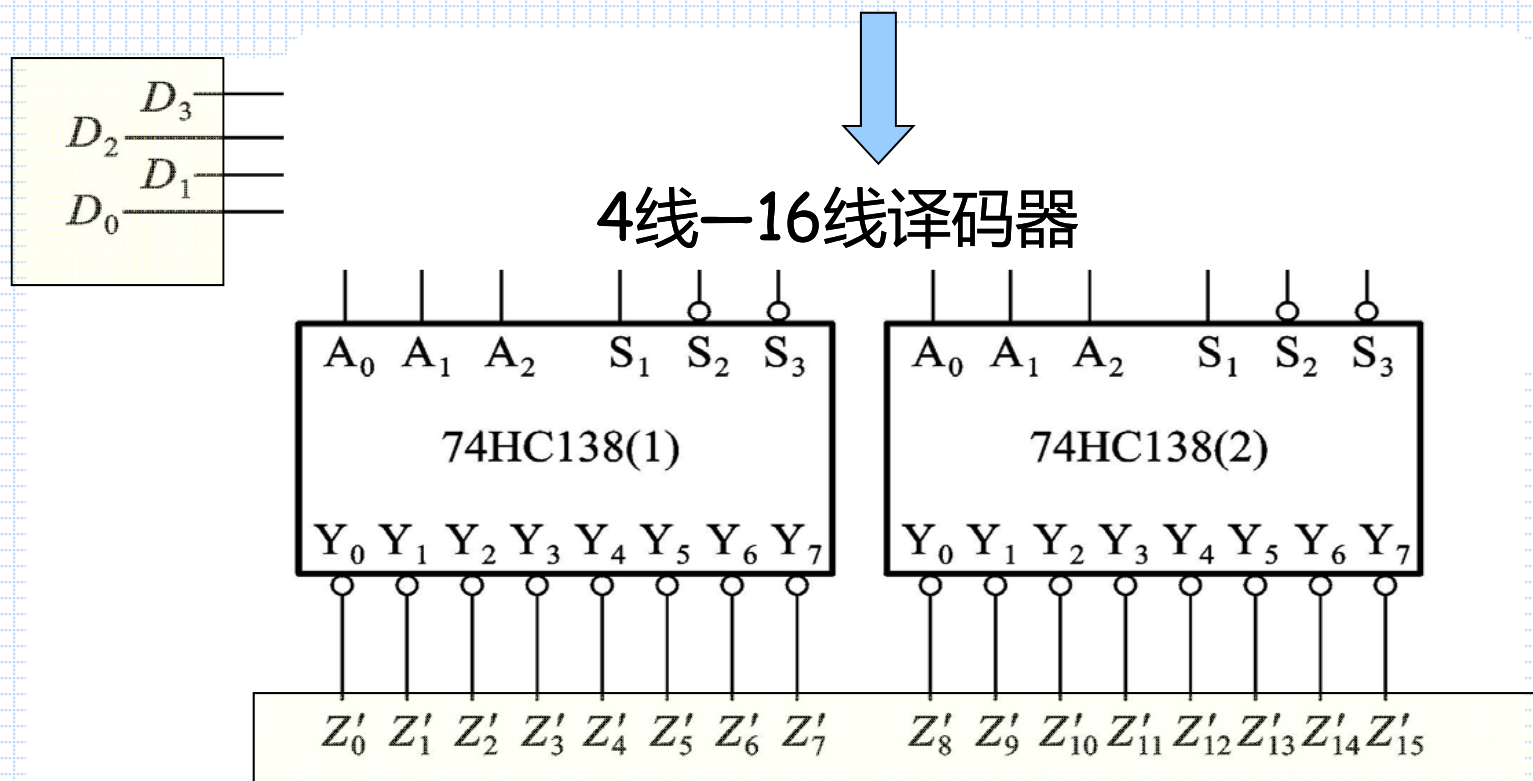 D₃
D₂
D₁
D₀
4线—16线译码器
A₀ A₁ A₂ S₁ S₂ S₃ A₀ A₁ A₂ S₁ S₂ S₃
74HC138(1) 74HC138(2)
Y₀ Y₁ Y₂ Y₃ Y₄ Y₅ Y₆ Y₇ Y₀ Y₁ Y₂ Y₃ Y₄ Y₅ Y₆ Y₇
Z′₀ Z′₁ Z′₂ Z′₃ Z′₄ Z′₅ Z′₆ Z′₇ Z′₈ Z′₉ Z′₁₀ Z′₁₁ Z′₁₂ Z′₁₃ Z′₁₄ Z′₁₅